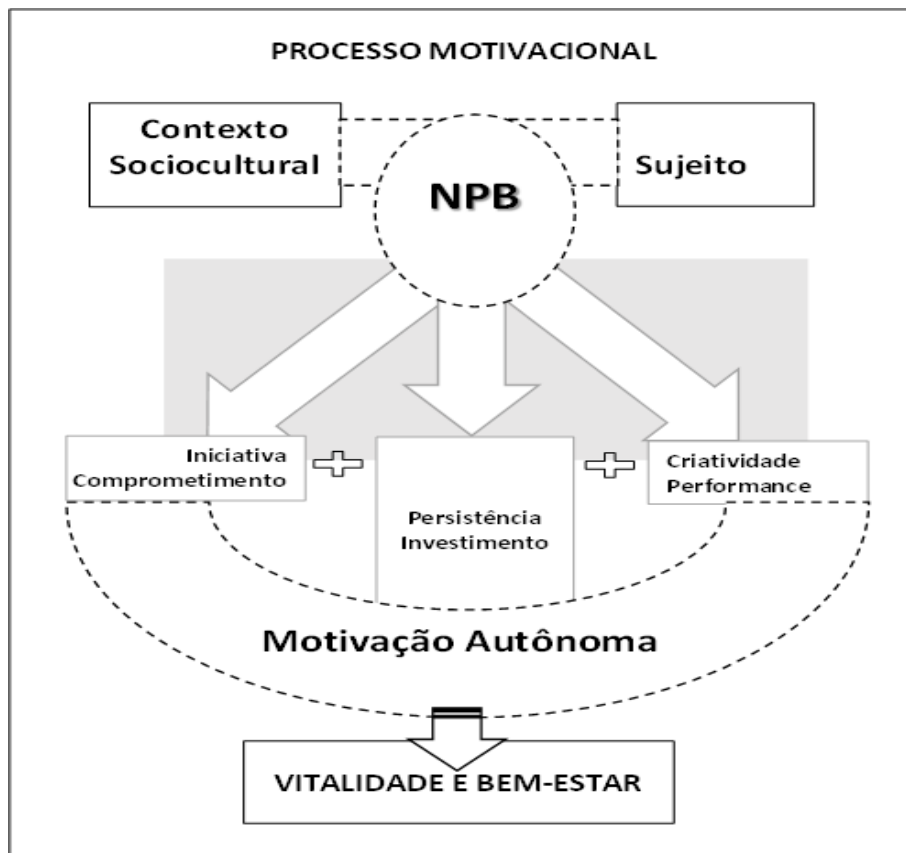 PROCESSO MOTIVACIONAL
Contexto
Sociocultural
NPB
Sujeito
Iniciativa
Comprometimento
Persistência
Investimento
Criatividade
Performance
Motivação Autônoma
VITALIDADE E BEM-ESTAR